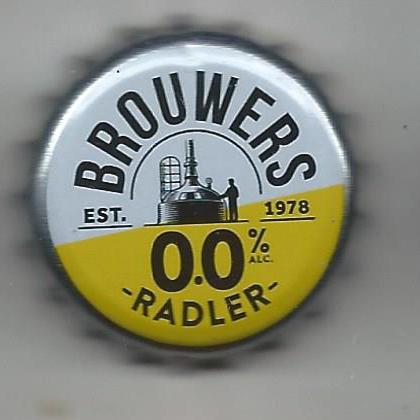 BROUWERS
EST. 1978
0.0% ALC.
-RADLER-